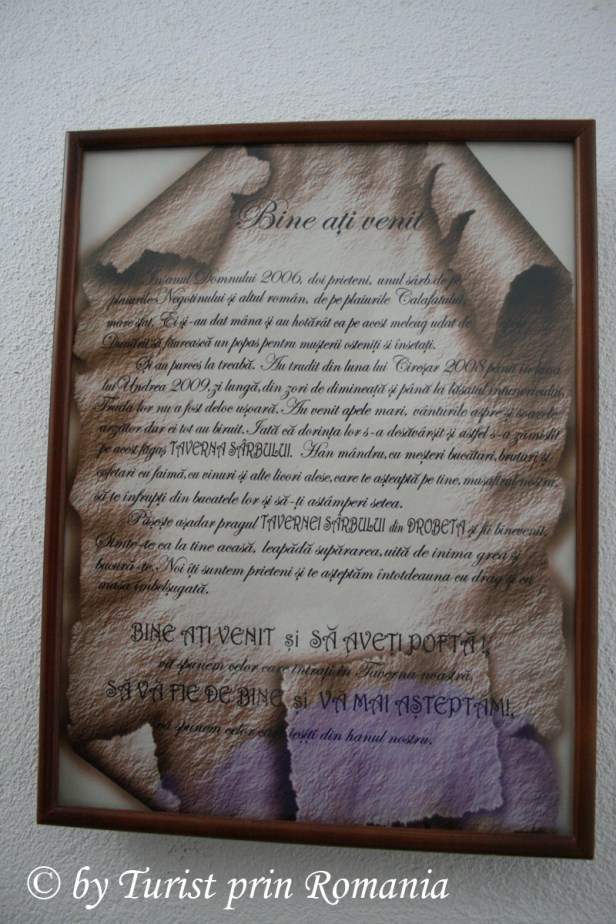 Bine ați venit
În anul Domnului 2006, doi prieteni, unul sârb de pe
plaiurile Negotinului și altul român, de pe plaiurile Calafatului,
mare sfat. Ei și-au dat mâna și au hotărât ca pe acest meleag udat de
Dunăre să făurească un popas pentru mușterii osteniți și însetați.
Și au purces la treabă. Au trudit din luna lui Cireșar 2008 până în luna
lui Undrea 2009, zi lungă, din zori de dimineață și până la lăsatul întunericului.
Truda lor nu a fost deloc ușoară. Au venit apele mari, vânturile aspre și soarele
arzător dar ei tot au biruit. Iată că dorința lor s-a desăvârșit și astfel s-a zămislit
pe acest făgaș TAVERNA SÂRBULUI. Han mândru, cu meșteri bucătari, brutari și
cofetari cu faimă, cu vinuri și alte licori alese, care te așteaptă pe tine, musafirul nostru,
să te înfrupți din bucatele lor și să-ți astâmperi setea.
Pășește așadar pragul TAVERNEI SÂRBULUI din DROBETA și fii binevenit.
Simte-te ca la tine acasă, leapădă supărarea, uită de inima grea și
bucură-te. Noi îți suntem prieteni și te așteptăm întotdeauna cu drag și cu
masa îmbelșugată.
BINE AȚI VENIT și SĂ AVEȚI POFTĂ!,
vă spunem celor care intrați în Taverna noastră,
SĂ VĂ FIE DE BINE și VĂ MAI AȘTEPTĂM!,
vă spunem celor care ieșiți din hanul nostru.
© by Turist prin Romania